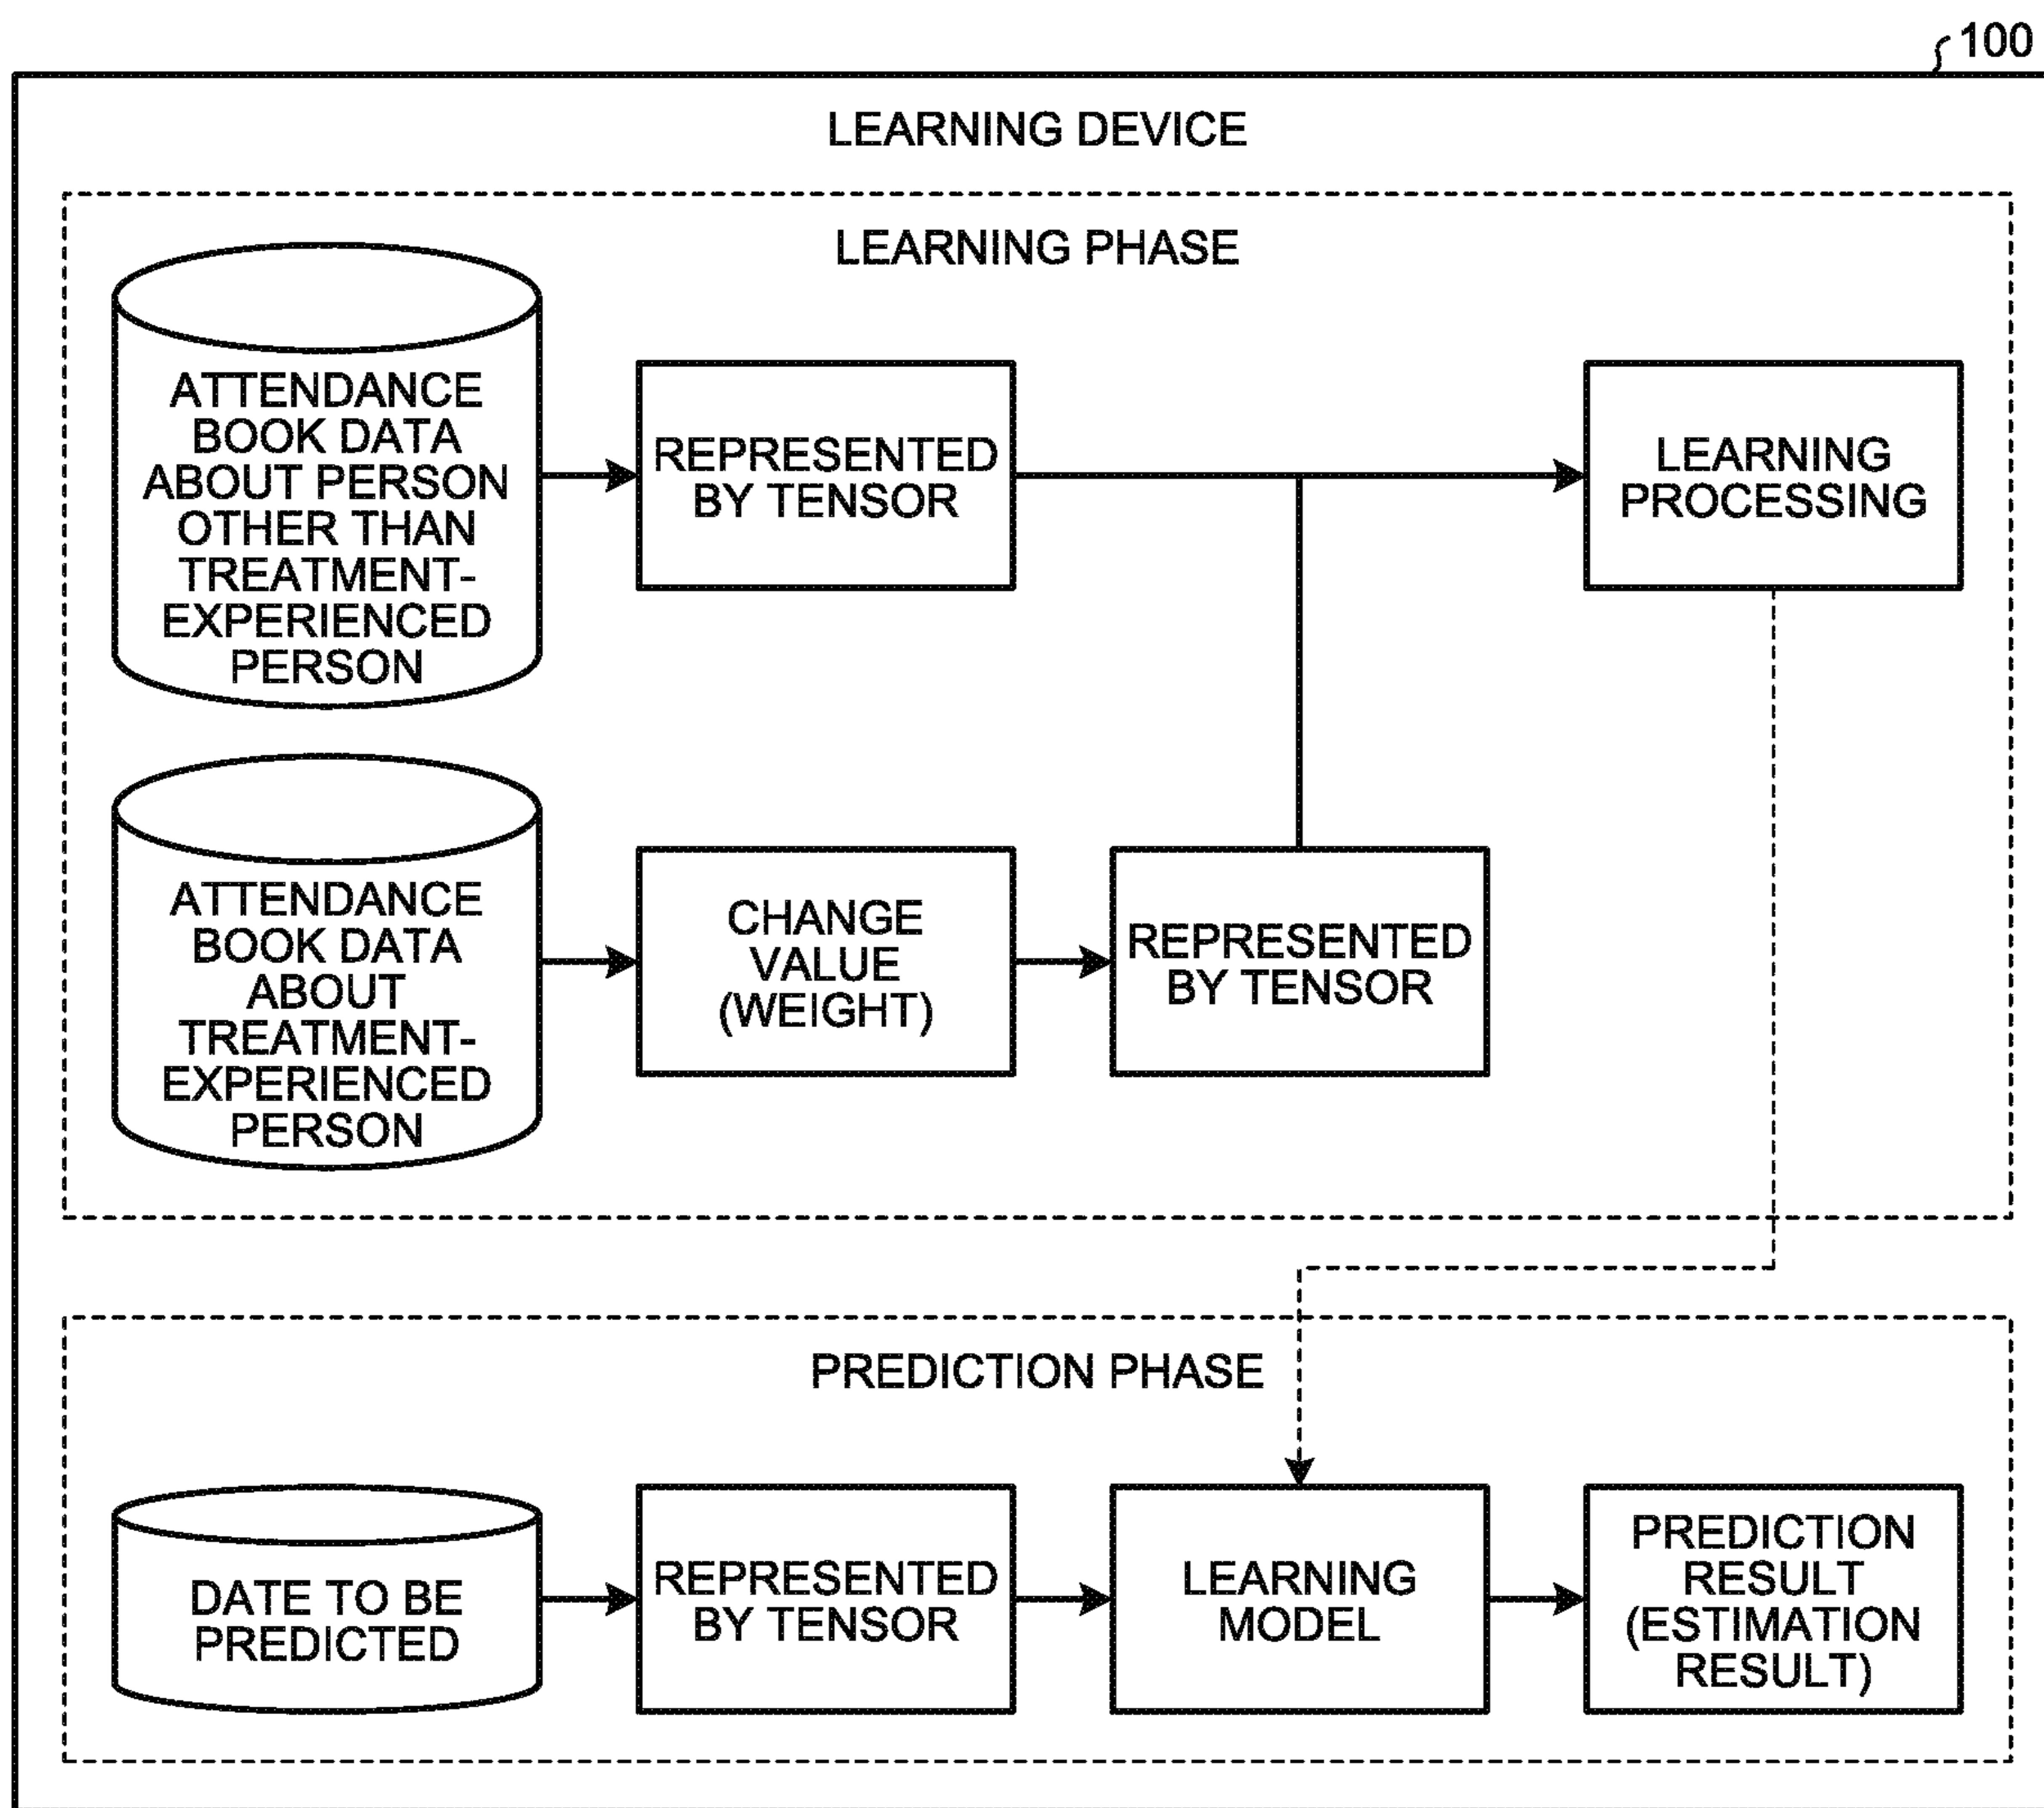 100
LEARNING DEVICE
LEARNING PHASE
ATTENDANCE
BOOK DATA
ABOUT PERSON
OTHER THAN
TREATMENT-
EXPERIENCED
PERSON
REPRESENTED
BY TENSOR
LEARNING
PROCESSING
ATTENDANCE
BOOK DATA
ABOUT
TREATMENT-
EXPERIENCED
PERSON
CHANGE
VALUE
(WEIGHT)
REPRESENTED
BY TENSOR
PREDICTION PHASE
DATE TO BE
PREDICTED
REPRESENTED
BY TENSOR
LEARNING
MODEL
PREDICTION
RESULT
(ESTIMATION
RESULT)